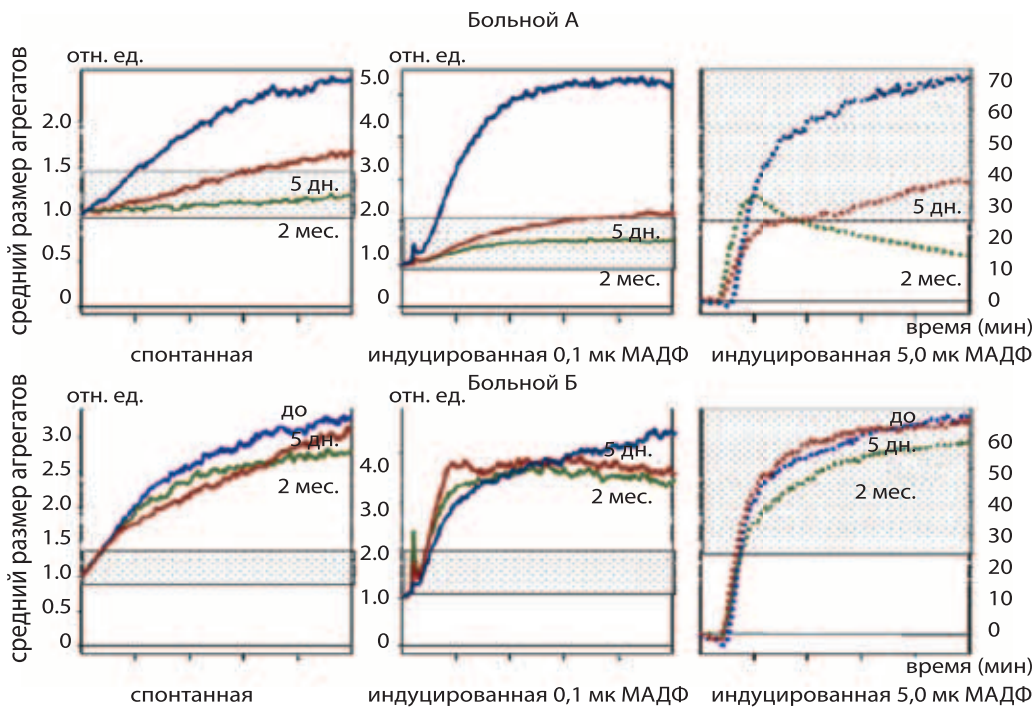 Больной А
средний размер агрегатов
отн. ед.
2.0
1.5
1.0
0.5
0
5 дн.
2 мес.
спонтанная
отн. ед.
5.0
4.0
3.0
2.0
1.0
0
5 дн.
2 мес.
индуцированная 0,1 мк МАДФ
70
60
50
40
30
20
10
0
5 дн.
2 мес.
время (мин)
индуцированная 5,0 мк МАДФ
Больной Б
средний размер агрегатов
отн. ед.
3.0
2.5
2.0
1.5
1.0
0.5
0
до
5 дн.
2 мес.
спонтанная
отн. ед.
4.0
3.0
2.0
1.0
0
5 дн.
2 мес.
индуцированная 0,1 мк МАДФ
60
50
40
30
20
10
0
до
5 дн.
2 мес.
время (мин)
индуцированная 5,0 мк МАДФ